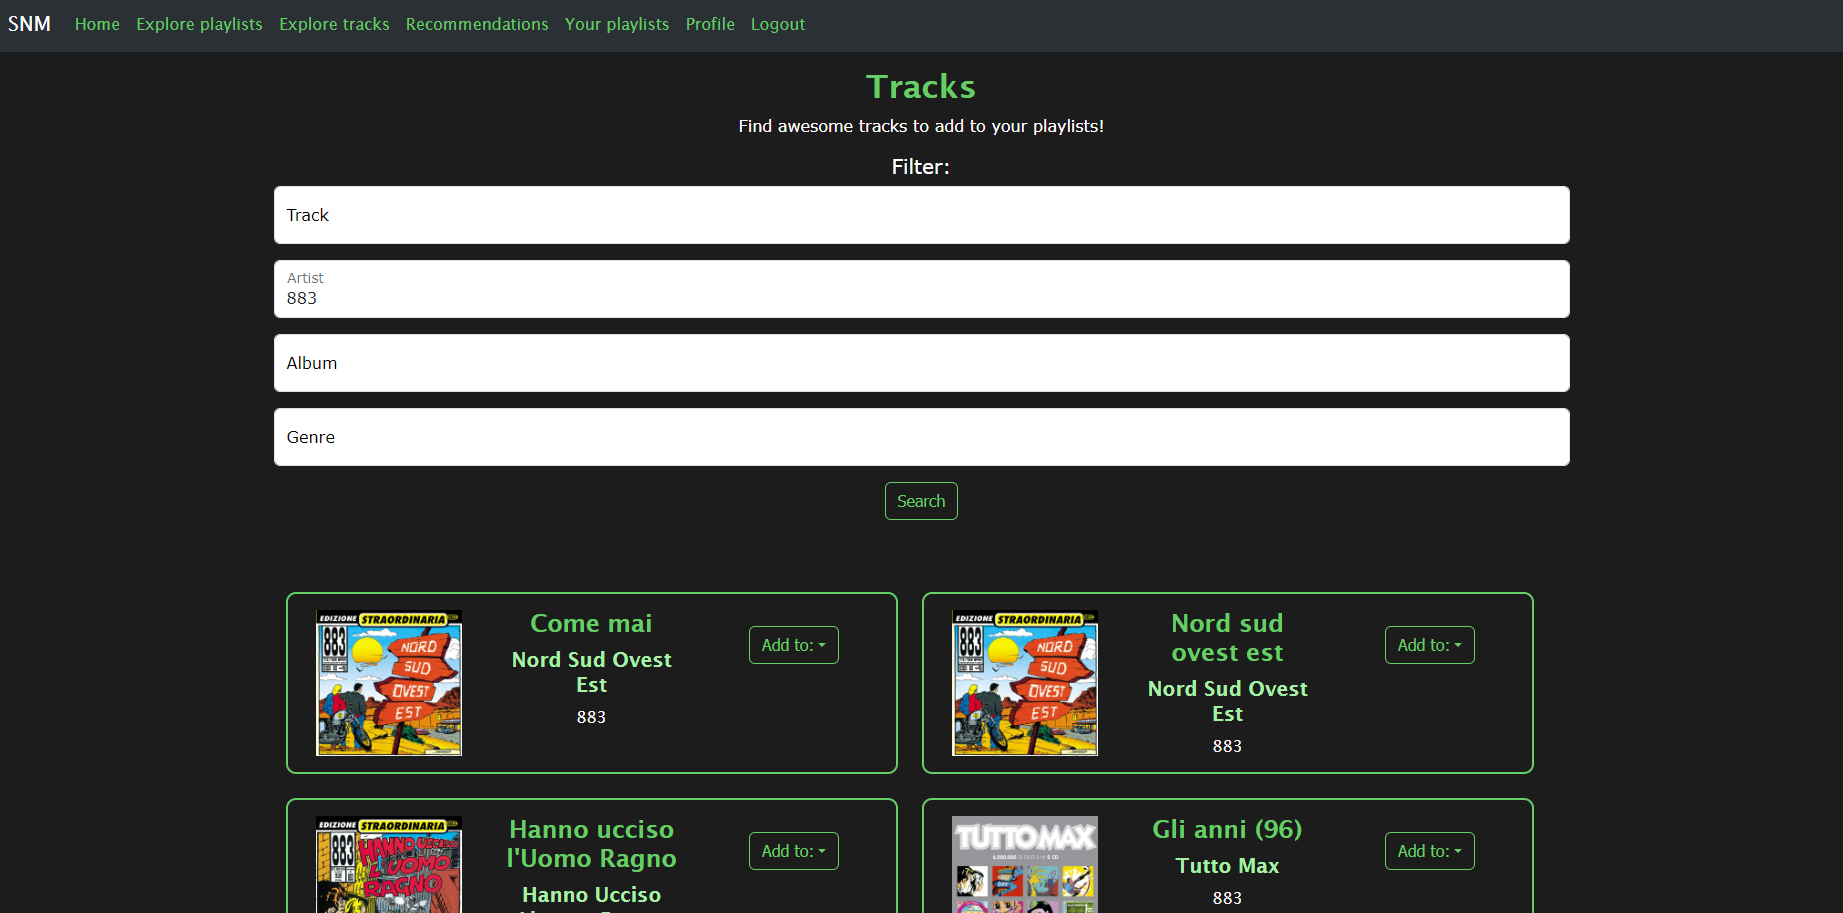 SNM Home Explore playlists Explore tracks Recommendations Your playlists Profile Logout
Tracks
Find awesome tracks to add to your playlists!
Filter:
Track
Artist
883
Album
Genre
Search
EDIZIONE STRAORDINARIA
883
NORD
SUD
OVEST
EST
Come mai
Nord Sud Ovest
Est
883
Add to:
EDIZIONE STRAORDINARIA
883
NORD
SUD
OVEST
EST
Nord sud
ovest est
Nord Sud Ovest
Est
883
Add to:
EDIZIONE STRAORDINARIA
883
HANNO UCCISO
L'UOMO
RAGNO
Hanno ucciso
l'Uomo Ragno
Hanno Ucciso
Add to:
TUTTO MAX
Gli anni (96)
Tutto Max
883
Add to: